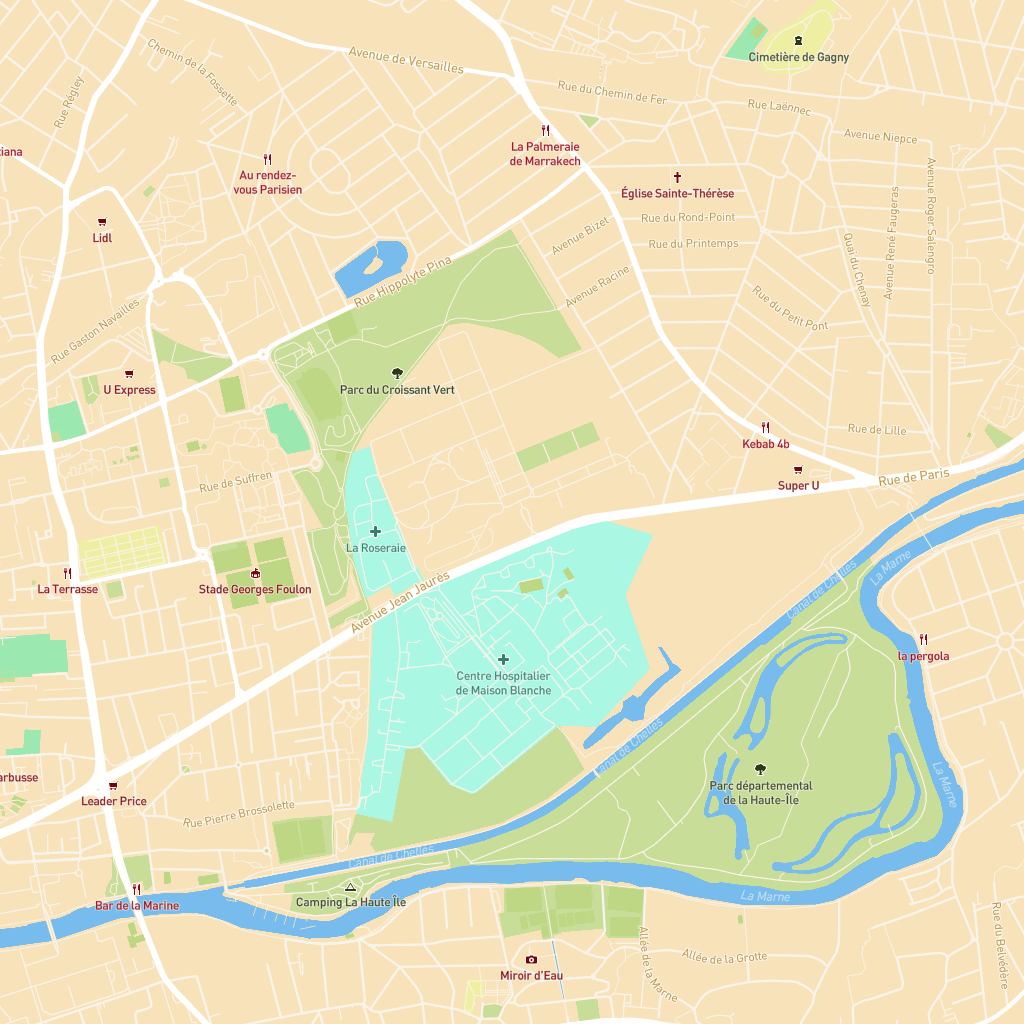 Cimetière de Gagny
Avenue de Versailles
Chemin de la Fossette
Rue Régley
Rue du Chemin de Fer
Rue Laënnec
Avenue Niepce
La Palmeraie
de Marrakech
Au rendez-
vous Parisien
Église Sainte-Thérèse
Avenue Roger Salengro
Avenue René Faugeras
Rue du Rond-Point
Rue du Printemps
Avenue Bizet
Lidl
Quai du Chenay
Rue Hippolyte Pina
Avenue Racine
Rue du Petit Pont
Rue Gaston Navailles
U Express
Parc du Croissant Vert
Rue de Lille
Kebab 4b
Super U
Rue de Paris
Rue de Suffren
La Roseraie
La Terrasse
Stade Georges Foulon
Avenue Jean Jaurès
La Marne
Canal de Chelles
la pergola
Centre Hospitalier
de Maison Blanche
Canal de Chelles
Parc départemental
de la Haute-Île
La Marne
arbusse
Leader Price
Rue Pierre Brossolette
Canal de Chelles
Bar de la Marine
Camping La Haute Île
La Marne
Rue du Belvédère
Allée de la Marne
Allée de la Grotte
Miroir d'Eau